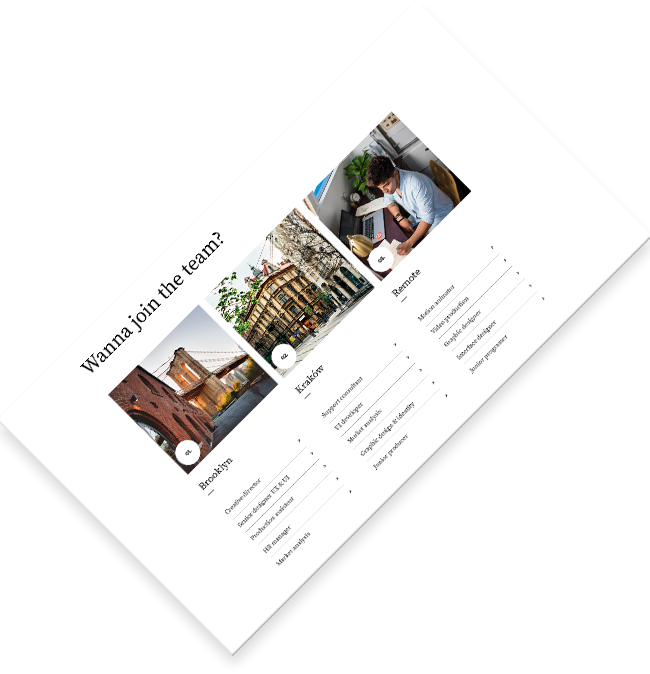 Wanna join the team?
01.
Brooklyn
Creative director
Senior designer UX & UI
Production assistent
HR manager
Market analysis
02.
Kraków
Support consultant
UI developer
Market analysis
Graphic design & identity
Junior producer
03.
Remote
Motion animator
Video production
Graphic designer
Interface designer
Junior programer